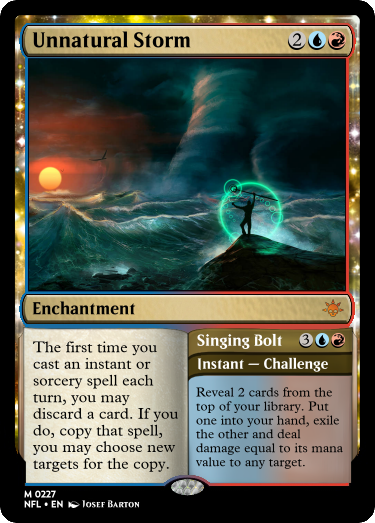 Unnatural Storm 2
Enchantment
The first time you
cast an instant or
sorcery spell each
turn, you may
discard a card. If you
do, copy that spell,
you may choose new
targets for the copy.
Singing Bolt 3
Instant — Challenge
Reveal 2 cards from the
top of your library. Put
one into your hand, exile
the other and deal
damage equal to its mana
value to any target.
M 0227
NFL • EN Josef Barton